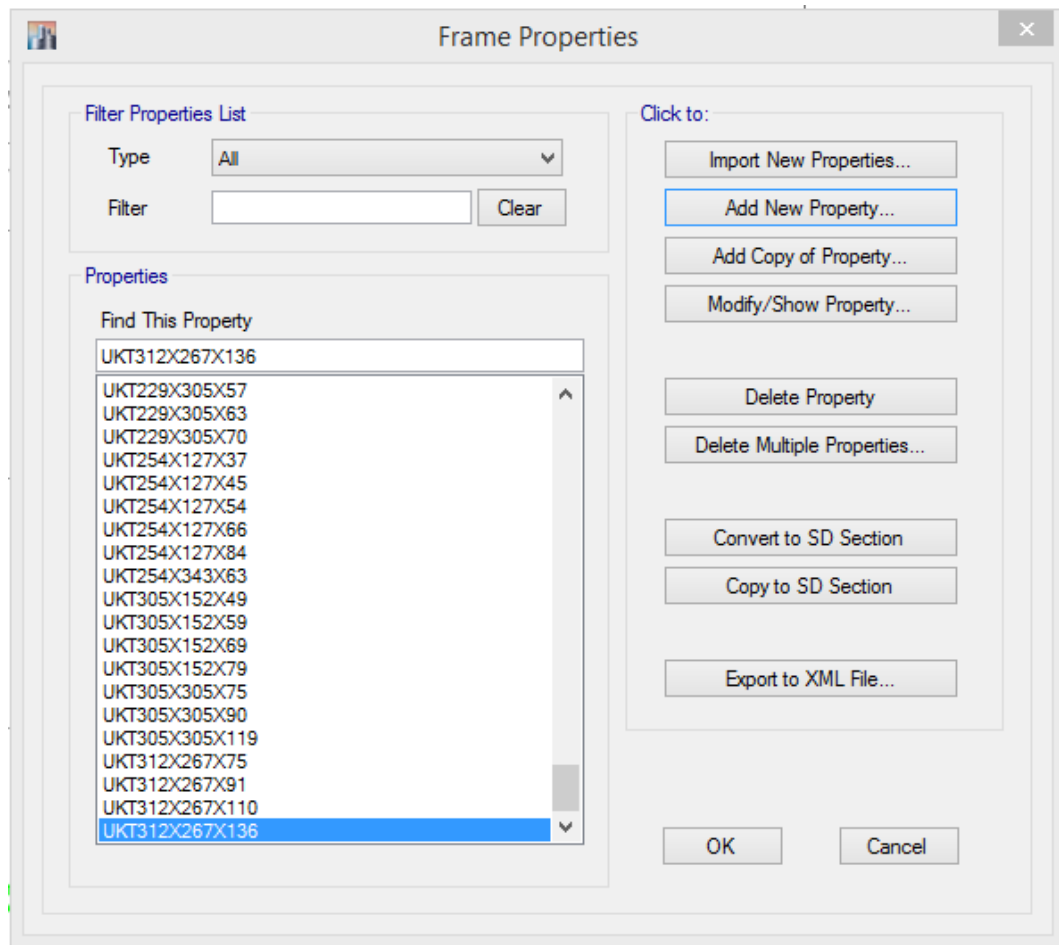 Frame Properties
Filter Properties List
Type
All
Filter
Clear
Properties
Find This Property
UKT312X267X136
UKT229X305X57
UKT229X305X63
UKT229X305X70
UKT254X127X37
UKT254X127X45
UKT254X127X54
UKT254X127X66
UKT254X127X84
UKT254X343X63
UKT305X152X49
UKT305X152X59
UKT305X152X69
UKT305X152X79
UKT305X305X75
UKT305X305X90
UKT305X305X119
UKT312X267X75
UKT312X267X91
UKT312X267X110
UKT312X267X136
Click to:
Import New Properties...
Add New Property...
Add Copy of Property...
Modify/Show Property...
Delete Property
Delete Multiple Properties...
Convert to SD Section
Copy to SD Section
Export to XML File...
OK
Cancel